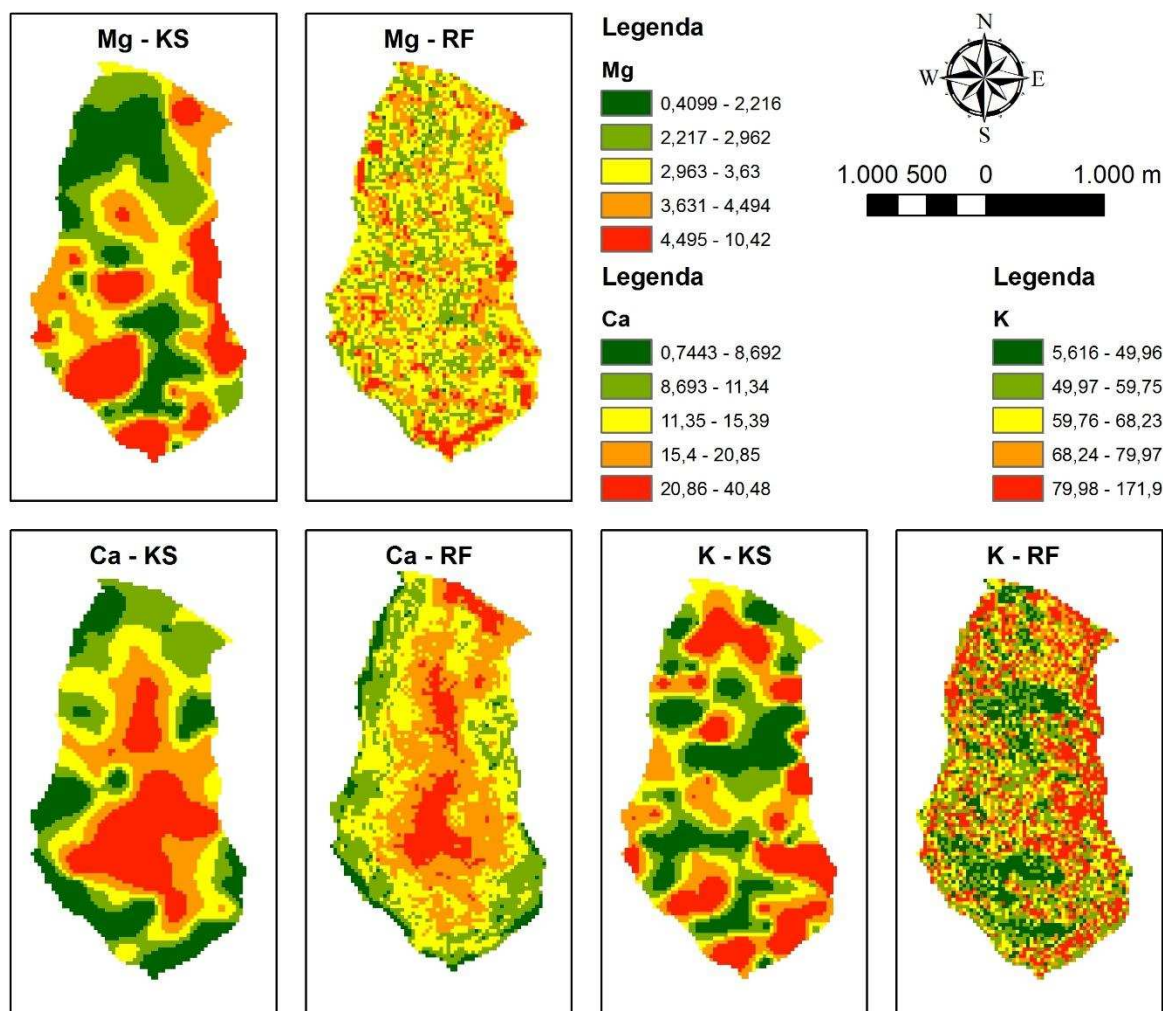 Mg - KS
Mg - RF
Legenda
Mg
0,4099 - 2,216
2,217 - 2,962
2,963 - 3,63
3,631 - 4,494
4,495 - 10,42
N
W
E
S
1.000 500 0 1.000 m
Legenda
Ca
0,7443 - 8,692
8,693 - 11,34
11,35 - 15,39
15,4 - 20,85
20,86 - 40,48
Legenda
K
5,616 - 49,96
49,97 - 59,75
59,76 - 68,23
68,24 - 79,97
79,98 - 171,9
Ca - KS
Ca - RF
K - KS
K - RF